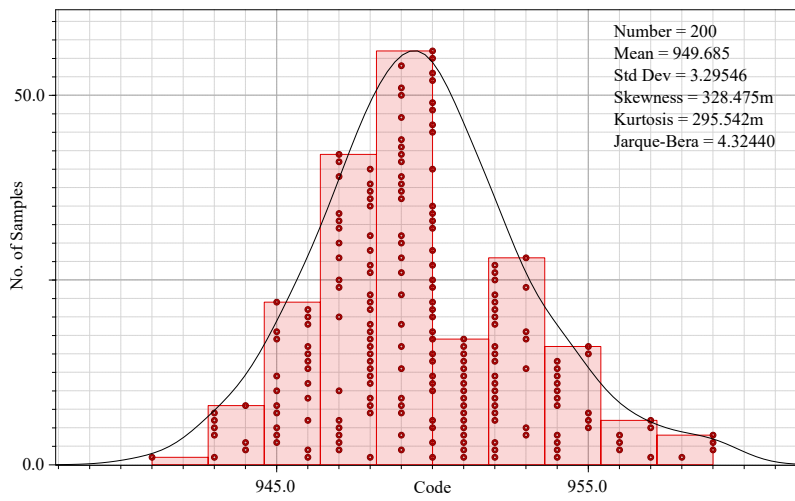 Number = 200
Mean = 949.685
Std Dev = 3.29546
Skewness = 328.475m
Kurtosis = 295.542m
Jarque-Bera = 4.32440
50.0
No. of Samples
0.0
945.0
Code
955.0